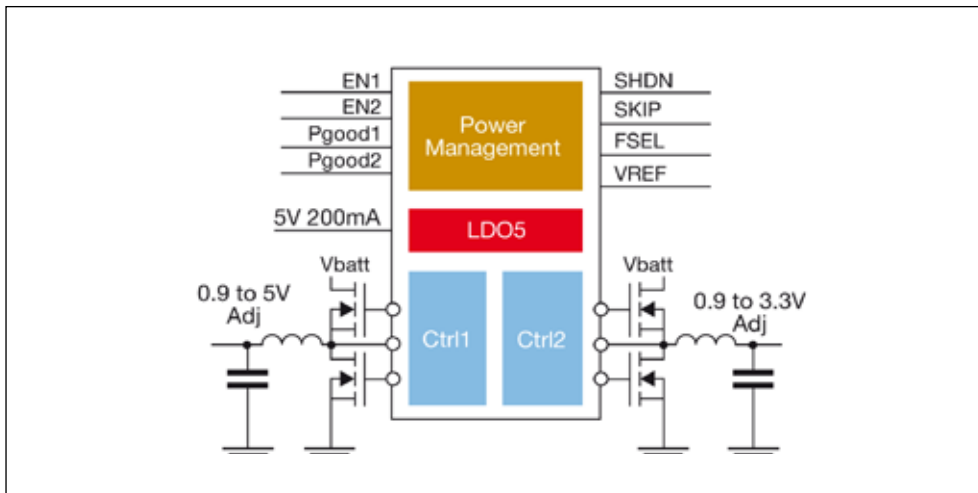 EN1
EN2
Pgood1
Pgood2
5V 200mA
Power
Management
LDO5
SHDN
SKIP
FSEL
VREF
Vbatt
0.9 to 5V
Adj
Ctrl1
Ctrl2
Vbatt
0.9 to 3.3V
Adj